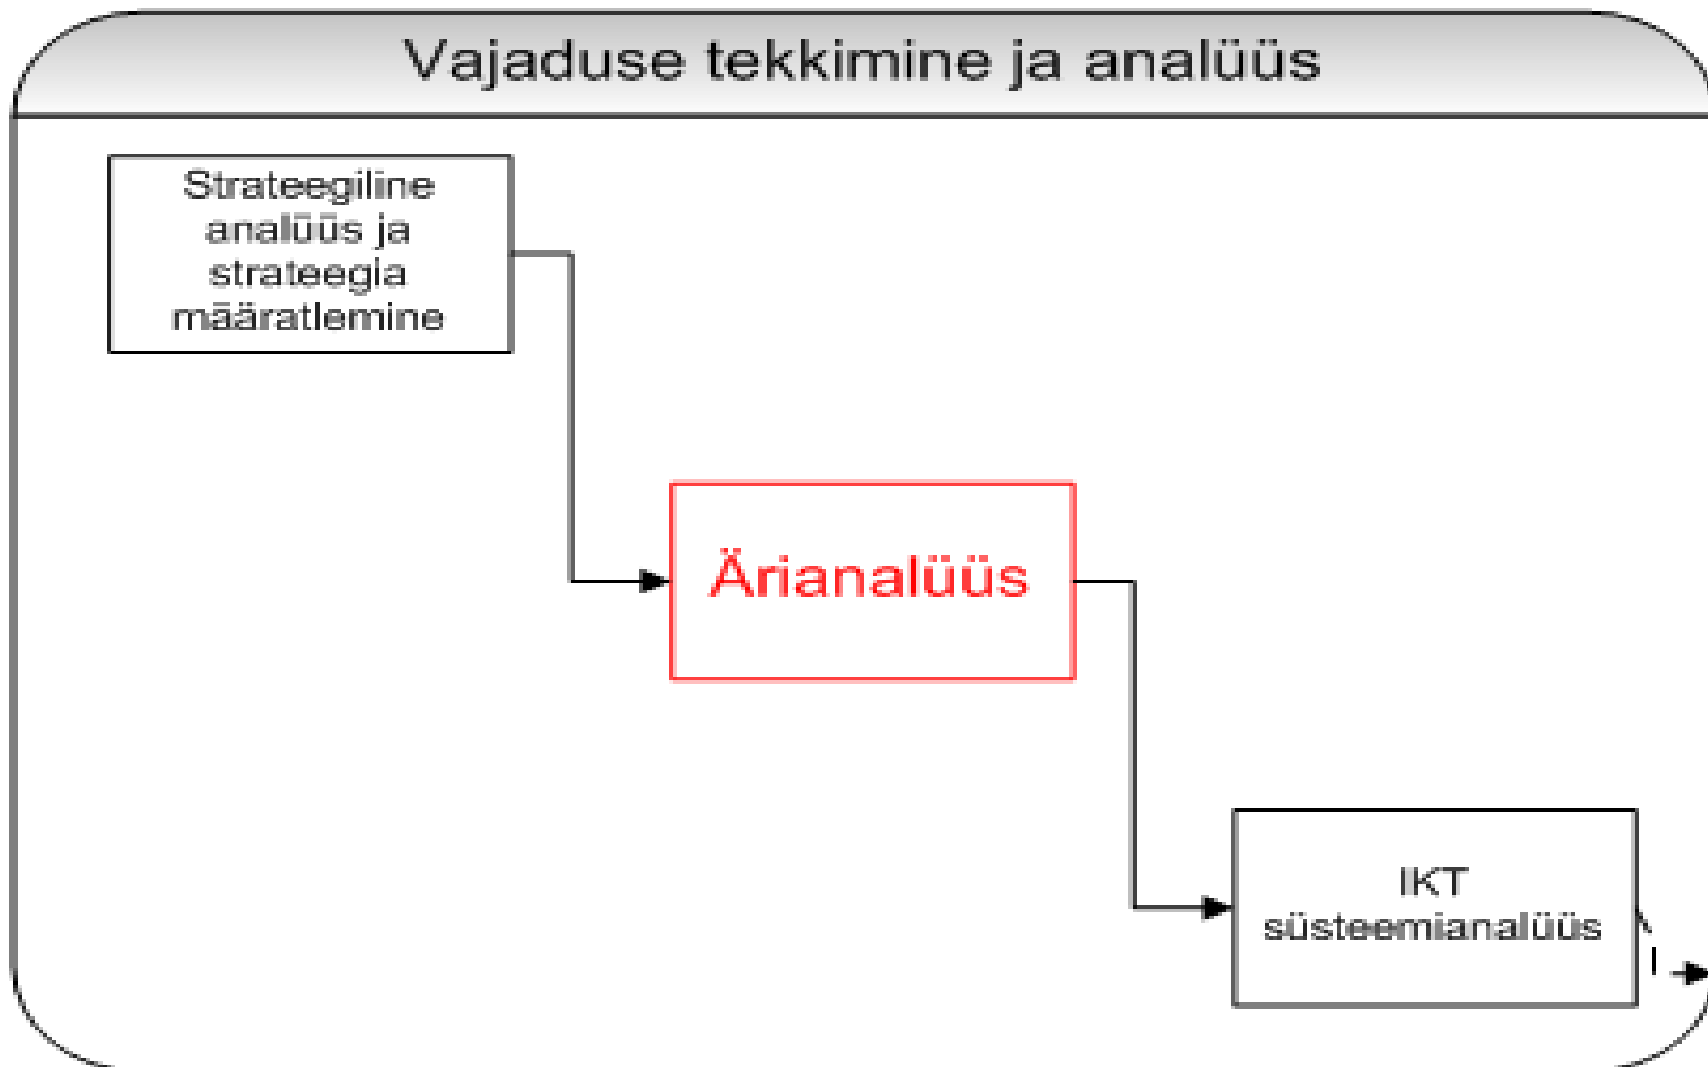 Vajaduse tekkimine ja analüüs
Strateegiline
analüüs ja
strateegia
määratlemine
Ärianalüüs
IKT
süsteemianalüüs